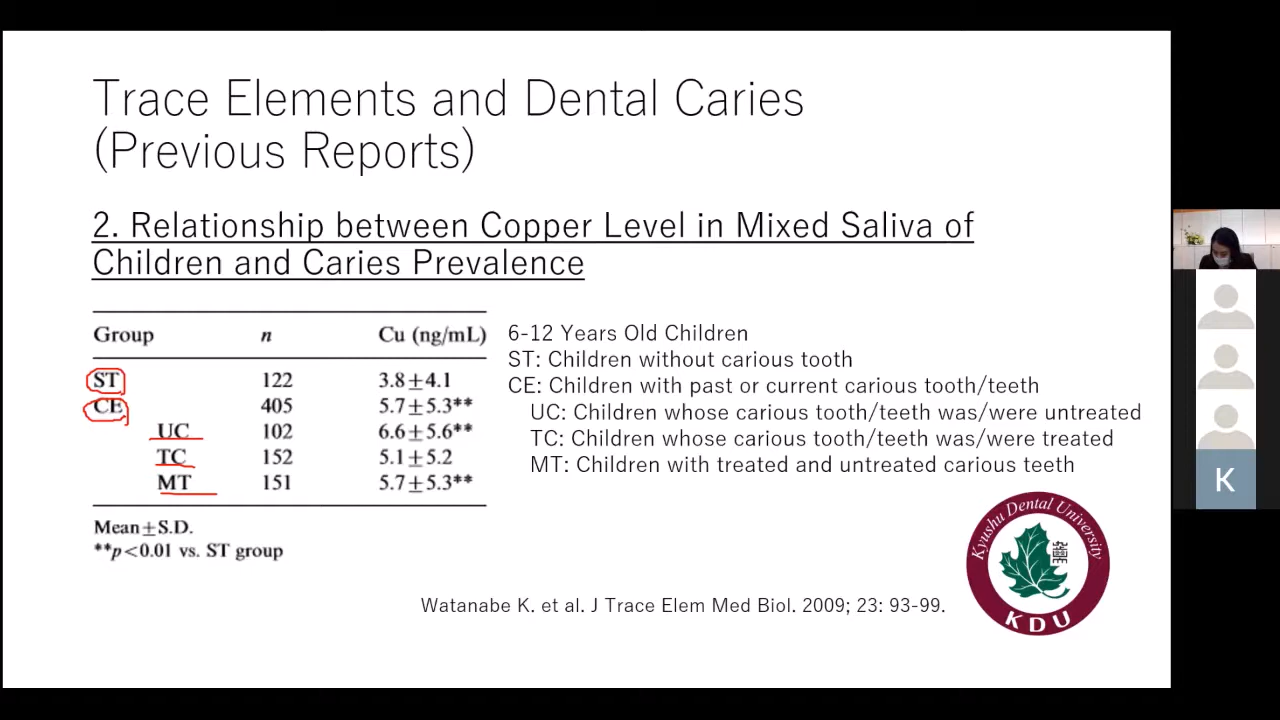 Trace Elements and Dental Caries
(Previous Reports)
2. Relationship between Copper Level in Mixed Saliva of
Children and Caries Prevalence
Group n Cu (ng/mL)
ST 122 3.8±4.1
CE 405 5.7±5.3**
UC 102 6.6±5.6**
TC 152 5.1±5.2
MT 151 5.7±5.3**
Mean±S.D.
**p<0.01 vs. ST group
6-12 Years Old Children
ST: Children without carious tooth
CE: Children with past or current carious tooth/teeth
UC: Children whose carious tooth/teeth was/were untreated
TC: Children whose carious tooth/teeth was/were treated
MT: Children with treated and untreated carious teeth
Kyushu Dental University
KDU
Watanabe K. et al. J Trace Elem Med Biol. 2009; 23: 93-99.
K